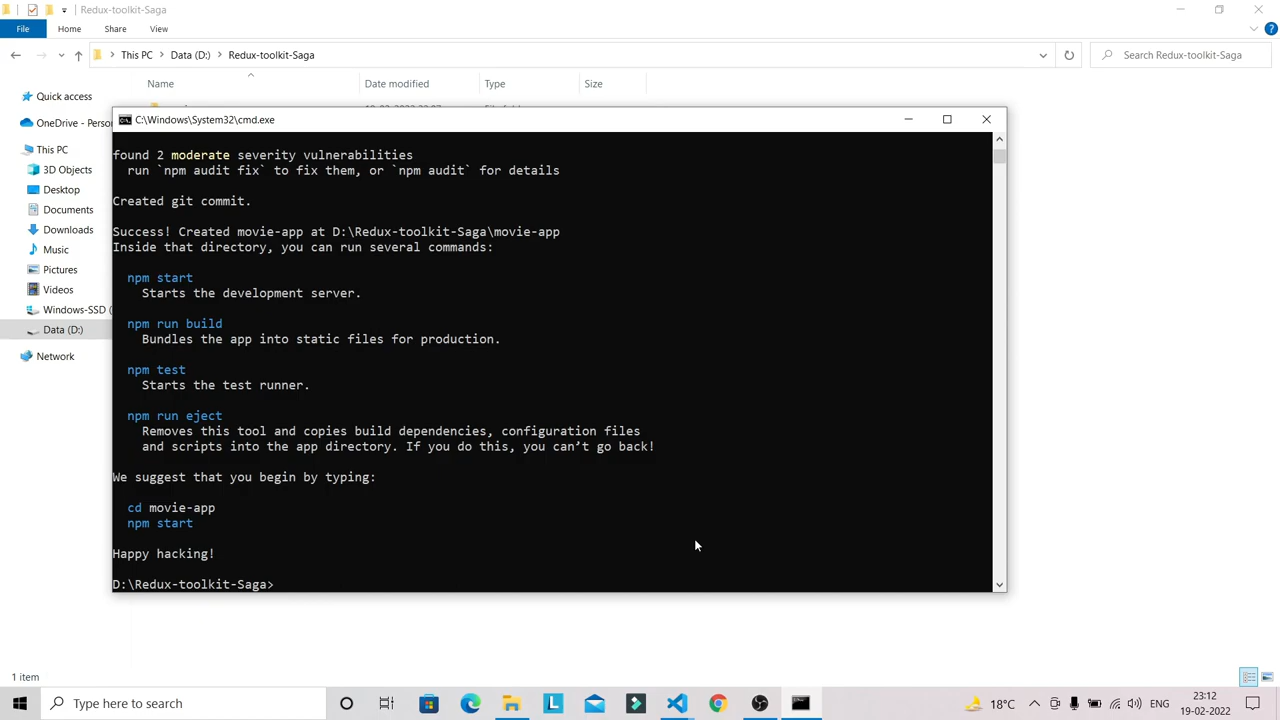 Redux-toolkit-Saga
File
Home
Share
View
This PC
Data (D:)
Redux-toolkit-Saga
Search Redux-toolkit-Saga
Name
Date modified
Type
Size
Quick access
OneDrive - Perso
This PC
3D Objects
Desktop
Documents
Downloads
Music
Pictures
Videos
Windows-SSD (
Data (D:)
Network
C:\Windows\System32\cmd.exe
found 2 moderate severity vulnerabilities
run `npm audit fix` to fix them, or `npm audit` for details
Created git commit.
Success! Created movie-app at D:\Redux-toolkit-Saga\movie-app
Inside that directory, you can run several commands:
npm start
Starts the development server.
npm run build
Bundles the app into static files for production.
npm test
Starts the test runner.
npm run eject
Removes this tool and copies build dependencies, configuration files
and scripts into the app directory. If you do this, you can’t go back!
We suggest that you begin by typing:
cd movie-app
npm start
Happy hacking!
D:\Redux-toolkit-Saga>
1 item
Type here to search
18°C
ENG
23:12
19-02-2022